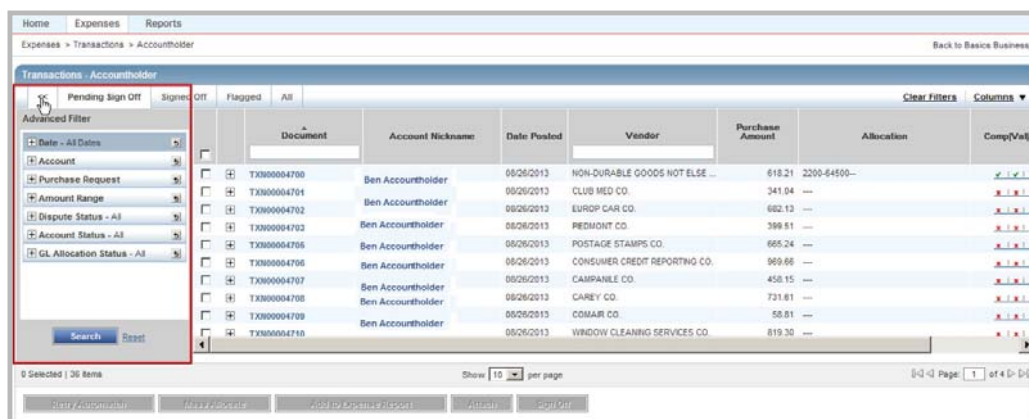 Home Expenses Reports
Expenses > Transactions > Accountholder Back to Basics Business
Transactions - Accountholder
<< Pending Sign Off Signed Off Flagged All Clear Filters Columns ▼
Advanced Filter
Date - All Dates
Account
Purchase Request
Amount Range
Dispute Status - All
Account Status - All
GL Allocation Status - All
Search Reset
Document Account Nickname Date Posted Vendor Purchase Amount Allocation Comp|Val|
TXN00004700 Ben Accountholder 08/26/2013 NON-DURABLE GOODS NOT ELSE ... 618.21 2200-64500--
TXN00004701 Ben Accountholder 08/26/2013 CLUB MED CO. 341.04 ---
TXN00004702 Ben Accountholder 08/26/2013 EUROP CAR CO. 682.13 ---
TXN00004703 Ben Accountholder 08/26/2013 PIEDMONT CO. 399.51 ---
TXN00004705 Ben Accountholder 08/26/2013 POSTAGE STAMPS CO. 665.24 ---
TXN00004706 Ben Accountholder 08/26/2013 CONSUMER CREDIT REPORTING CO. 969.66 ---
TXN00004707 Ben Accountholder 08/26/2013 CAMPANILE CO. 458.15 ---
TXN00004708 Ben Accountholder 08/26/2013 CAREY CO. 731.61 ---
TXN00004709 Ben Accountholder 08/26/2013 COMAIR CO. 58.81 ---
TXN00004710 08/26/2013 WINDOW CLEANING SERVICES CO. 819.30 ---
0 Selected | 36 items Show 10 per page Page: 1 of 4
Retry Automation Mass Allocate Add to Expense Report Attach Sign Off